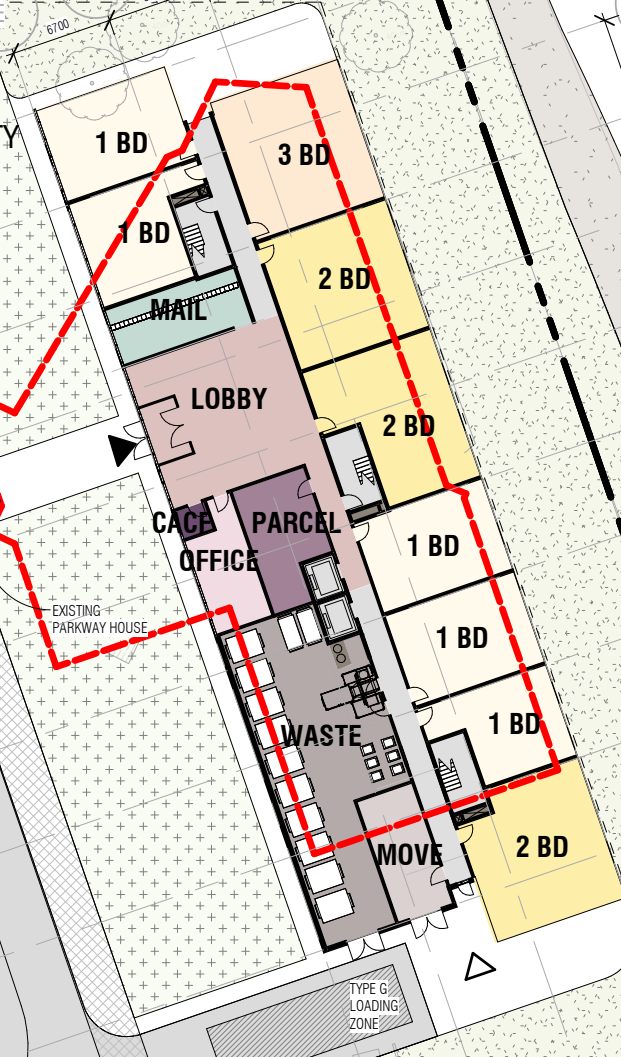 6700
TY
1 BD
3 BD
1 BD
2 BD
MAIL
LOBBY
2 BD
CACF
PARCEL
OFFICE
1 BD
EXISTING
PARKWAY HOUSE
1 BD
1 BD
WASTE
MOVE
2 BD
TYPE G
LOADING
ZONE